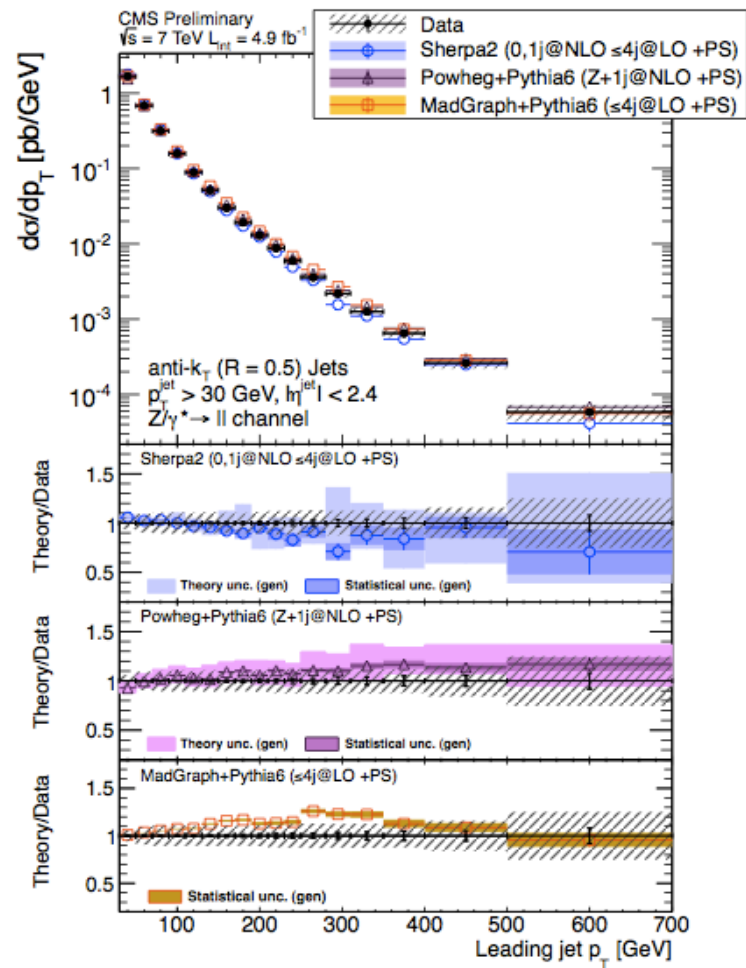 CMS Preliminary
√s = 7 TeV L_int = 4.9 fb⁻¹
Data
Sherpa2 (0,1j@NLO ≤4j@LO +PS)
Powheg+Pythia6 (Z+1j@NLO +PS)
MadGraph+Pythia6 (≤4j@LO +PS)
dσ/dp_T [pb/GeV]
1
10⁻¹
10⁻²
10⁻³
10⁻⁴
anti-k_T (R = 0.5) Jets
p_T^jet > 30 GeV, |η^jet| < 2.4
Z/γ*→ ll channel
Sherpa2 (0,1j@NLO ≤4j@LO +PS)
Theory/Data
1.5
1
0.5
Theory unc. (gen)
Statistical unc. (gen)
Powheg+Pythia6 (Z+1j@NLO +PS)
Theory/Data
1.5
1
0.5
Theory unc. (gen)
Statistical unc. (gen)
MadGraph+Pythia6 (≤4j@LO +PS)
Theory/Data
1.5
1
0.5
Statistical unc. (gen)
100 200 300 400 500 600 700
Leading jet p_T [GeV]